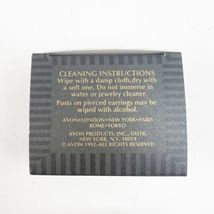 CLEANING INSTRUCTIONS
Wipe with a damp cloth,dry with
a soft one. Do not immerse in
water or jewelry cleaner.
Posts on pierced earrings may be
wiped with alcohol.
AVON•LONDON•NEW YORK•PARIS
ROME•TOKYO
AVON PRODUCTS, INC., DISTR.
NEW YORK, N.Y. 10019
© AVON 1992•ALL RIGHTS RESERVED